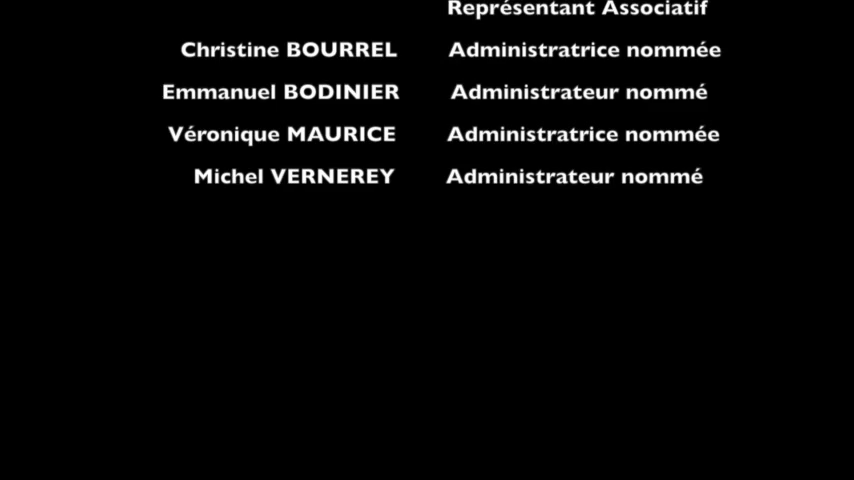 Représentant Associatif
Christine BOURREL Administratrice nommée
Emmanuel BODINIER Administrateur nommé
Véronique MAURICE Administratrice nommée
Michel VERNEREY Administrateur nommé